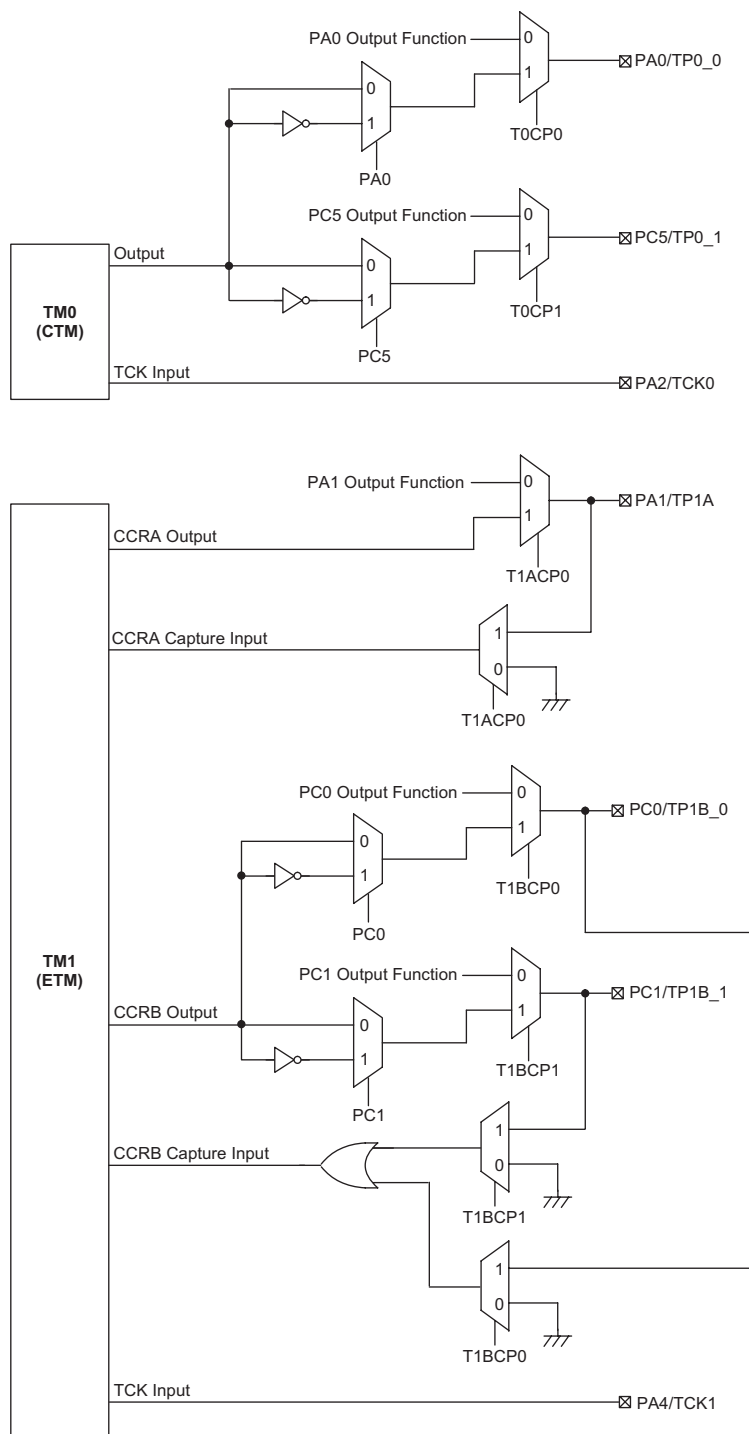 PA0 Output Function
0
1
PA0/TP0_0
T0CP0
0
1
PA0
PC5 Output Function
0
1
PC5/TP0_1
T0CP1
Output
0
1
PC5
TM0
(CTM)
TCK Input
PA2/TCK0
PA1 Output Function
0
1
PA1/TP1A
T1ACP0
CCRA Output
CCRA Capture Input
1
0
T1ACP0
PC0 Output Function
0
1
PC0/TP1B_0
T1BCP0
0
1
PC0
TM1
(ETM)
PC1 Output Function
0
1
PC1/TP1B_1
T1BCP1
CCRB Output
0
1
PC1
CCRB Capture Input
1
0
T1BCP1
1
0
T1BCP0
TCK Input
PA4/TCK1